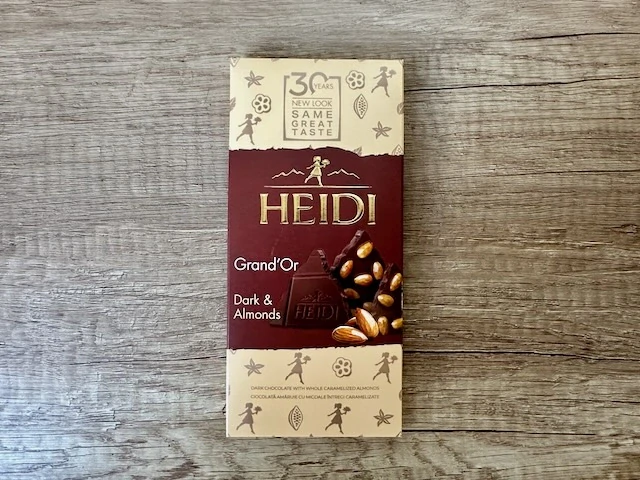 30 YEARS
NEW LOOK
SAME
GREAT
TASTE
HEIDI
Grand'Or
Dark &
Almonds
HEIDI
DARK CHOCOLATE WITH WHOLE CARAMELIZED ALMONDS
CIOCOLATĂ AMĂRUIE CU MIGDALE ÎNTREGI CARAMELIZATE